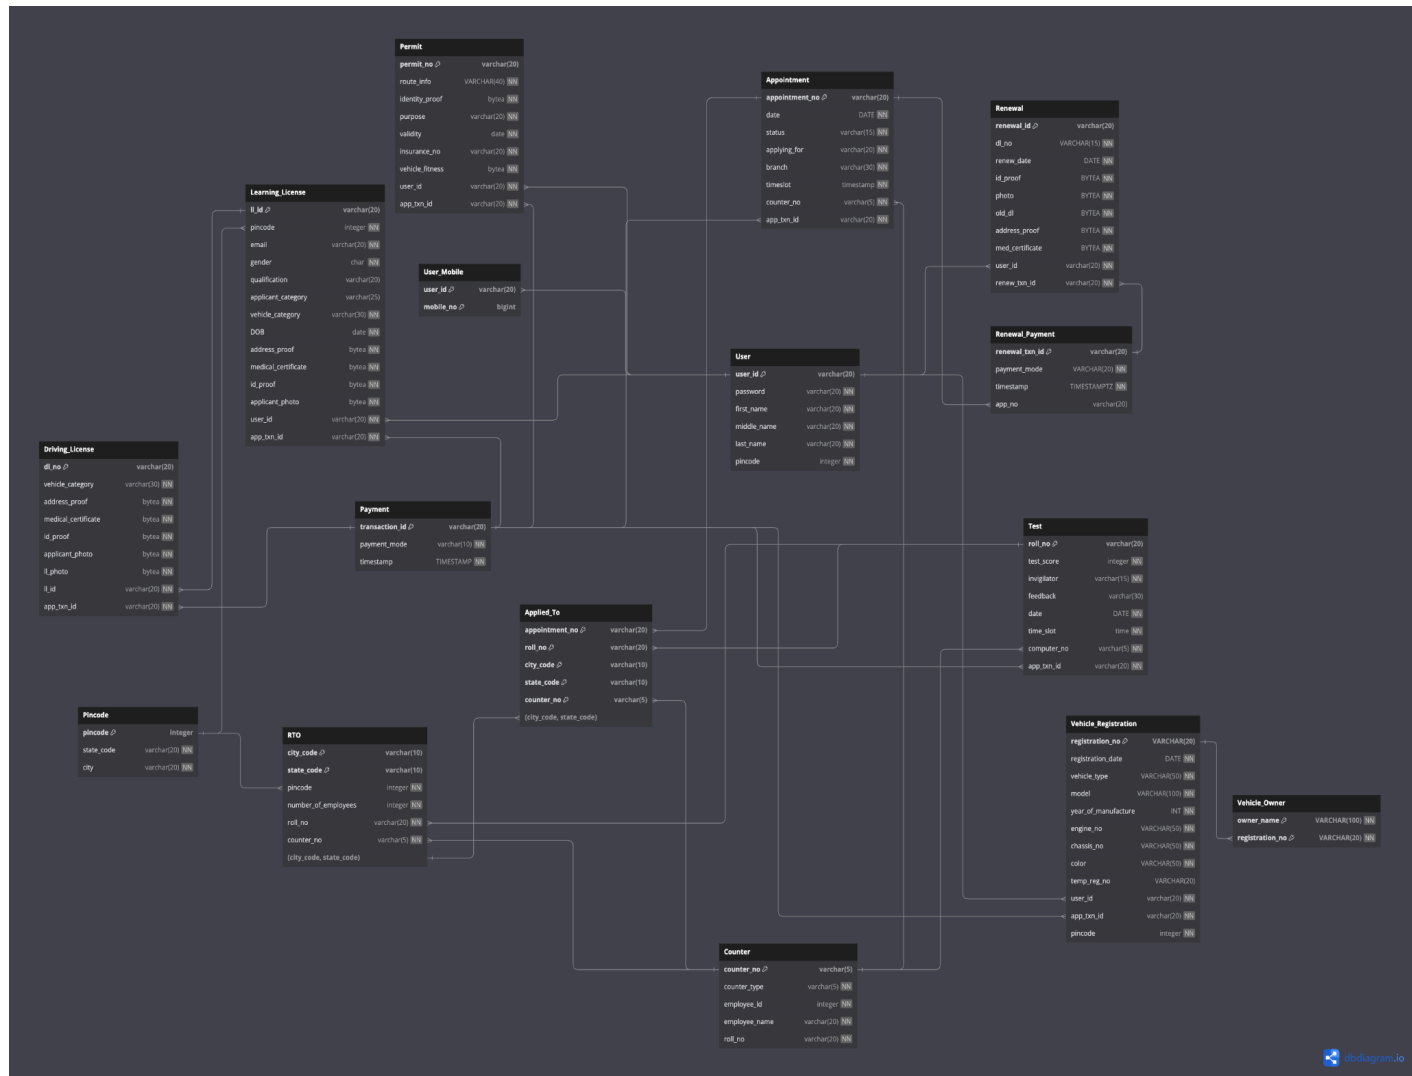 Permit
permit_no varchar(20)
route_info VARCHAR(40) NN
identity_proof bytea NN
purpose varchar(20) NN
validity date NN
insurance_no varchar(20) NN
vehicle_fitness bytea NN
user_id varchar(20) NN
app_txn_id varchar(20) NN
Appointment
appointment_no varchar(20)
date DATE NN
status varchar(15) NN
applying_for varchar(20) NN
branch varchar(30) NN
timeslot timestamp NN
counter_no varchar(5) NN
app_txn_id varchar(20) NN
Renewal
renewal_id varchar(20)
dl_no VARCHAR(15) NN
renew_date DATE NN
id_proof BYTEA NN
photo BYTEA NN
old_dl BYTEA NN
address_proof BYTEA NN
med_certificate BYTEA NN
user_id varchar(20) NN
renew_txn_id varchar(20) NN
Learning_License
ll_id varchar(20)
pincode integer NN
email varchar(20) NN
gender char NN
qualification varchar(20)
applicant_category varchar(25)
vehicle_category varchar(30) NN
DOB date NN
address_proof bytea NN
medical_certificate bytea NN
id_proof bytea NN
applicant_photo bytea NN
user_id varchar(20) NN
app_txn_id varchar(20) NN
User_Mobile
user_id varchar(20)
mobile_no bigint
Renewal_Payment
renewal_txn_id varchar(20)
payment_mode VARCHAR(20) NN
timestamp TIMESTAMPTZ NN
app_no varchar(20)
User
user_id varchar(20)
password varchar(20) NN
first_name varchar(20) NN
middle_name varchar(20) NN
last_name varchar(20) NN
pincode integer NN
Driving_License
dl_no varchar(20)
vehicle_category varchar(30) NN
address_proof bytea NN
medical_certificate bytea NN
id_proof bytea NN
applicant_photo bytea NN
ll_photo bytea NN
ll_id varchar(20) NN
app_txn_id varchar(20) NN
Payment
transaction_id varchar(20)
payment_mode varchar(10) NN
timestamp TIMESTAMP NN
Test
roll_no varchar(20)
test_score integer NN
invigilator varchar(15) NN
feedback varchar(30)
date DATE NN
time_slot time NN
computer_no varchar(5) NN
app_txn_id varchar(20) NN
Applied_To
appointment_no varchar(20)
roll_no varchar(20)
city_code varchar(10)
state_code varchar(10)
counter_no varchar(5)
(city_code, state_code)
Pincode
pincode integer
state_code varchar(20) NN
city varchar(20) NN
RTO
city_code varchar(10)
state_code varchar(10)
pincode integer NN
number_of_employees integer NN
roll_no varchar(20) NN
counter_no varchar(5) NN
(city_code, state_code)
Vehicle_Registration
registration_no VARCHAR(20)
registration_date DATE NN
vehicle_type VARCHAR(50) NN
model VARCHAR(100) NN
year_of_manufacture INT NN
engine_no VARCHAR(50) NN
chassis_no VARCHAR(50) NN
color VARCHAR(50) NN
temp_reg_no VARCHAR(20)
user_id varchar(20) NN
app_txn_id varchar(20) NN
pincode integer NN
Vehicle_Owner
owner_name VARCHAR(100) NN
registration_no VARCHAR(20) NN
Counter
counter_no varchar(5)
counter_type varchar(5) NN
employee_id integer NN
employee_name varchar(20) NN
roll_no varchar(20) NN
dbdiagram.io